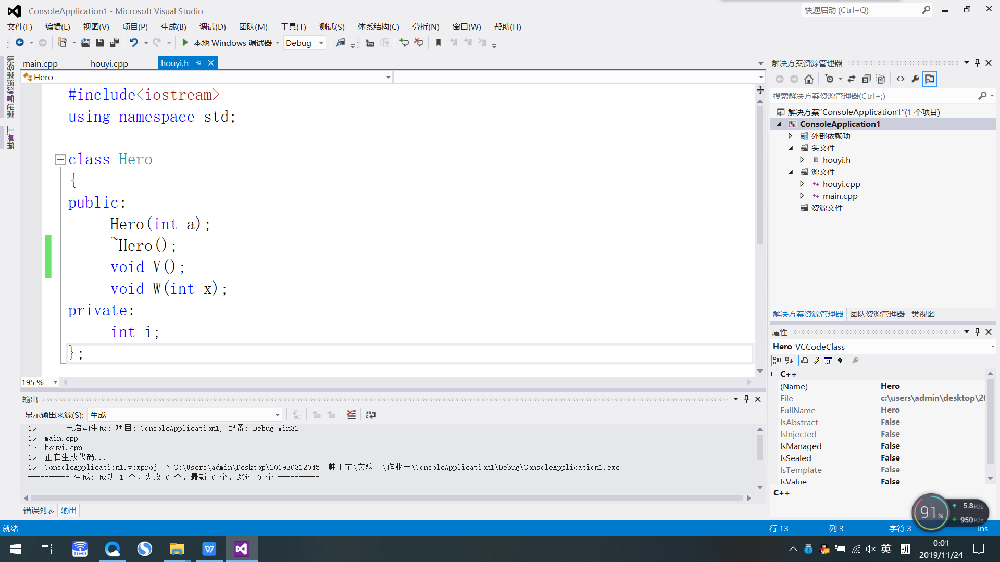 ConsoleApplication1 - Microsoft Visual Studio
快速启动 (Ctrl+Q)
文件(F) 编辑(E) 视图(V) 项目(P) 生成(B) 调试(D) 团队(M) 工具(T) 测试(S) 体系结构(C) 分析(N) 窗口(W) 帮助(H)
本地 Windows 调试器 Debug
服务器资源管理器
工具箱
main.cpp houyi.cpp houyi.h
Hero
#include<iostream>
using namespace std;
class Hero
{
public:
Hero(int a);
~Hero();
void V();
void W(int x);
private:
int i;
};
195 %
输出
显示输出来源(S): 生成
1>------ 已启动生成: 项目: ConsoleApplication1, 配置: Debug Win32 ------
1> main.cpp
1> houyi.cpp
1> 正在生成代码...
1> ConsoleApplication1.vcxproj -> C:\Users\admin\Desktop\201930312045 韩玉宝\实验三\作业一\ConsoleApplication1\Debug\ConsoleApplication1.exe
========== 生成: 成功 1 个，失败 0 个，最新 0 个，跳过 0 个 ==========
错误列表 输出
解决方案资源管理器
搜索解决方案资源管理器(Ctrl+;)
解决方案"ConsoleApplication1"(1 个项目)
ConsoleApplication1
外部依赖项
头文件
houyi.h
源文件
houyi.cpp
main.cpp
资源文件
解决方案资源管理器 团队资源管理器 类视图
属性
Hero VCCodeClass
C++
(Name) Hero
File c:\users\admin\desktop\20
FullName Hero
IsAbstract False
IsInjected False
IsManaged False
IsSealed False
IsTemplate False
IsValue False
C++
91% 5.8K/s
950K/s
就绪 行 13 列 3 字符 3 Ins
91wifi
英 拼
0:01
2019/11/24